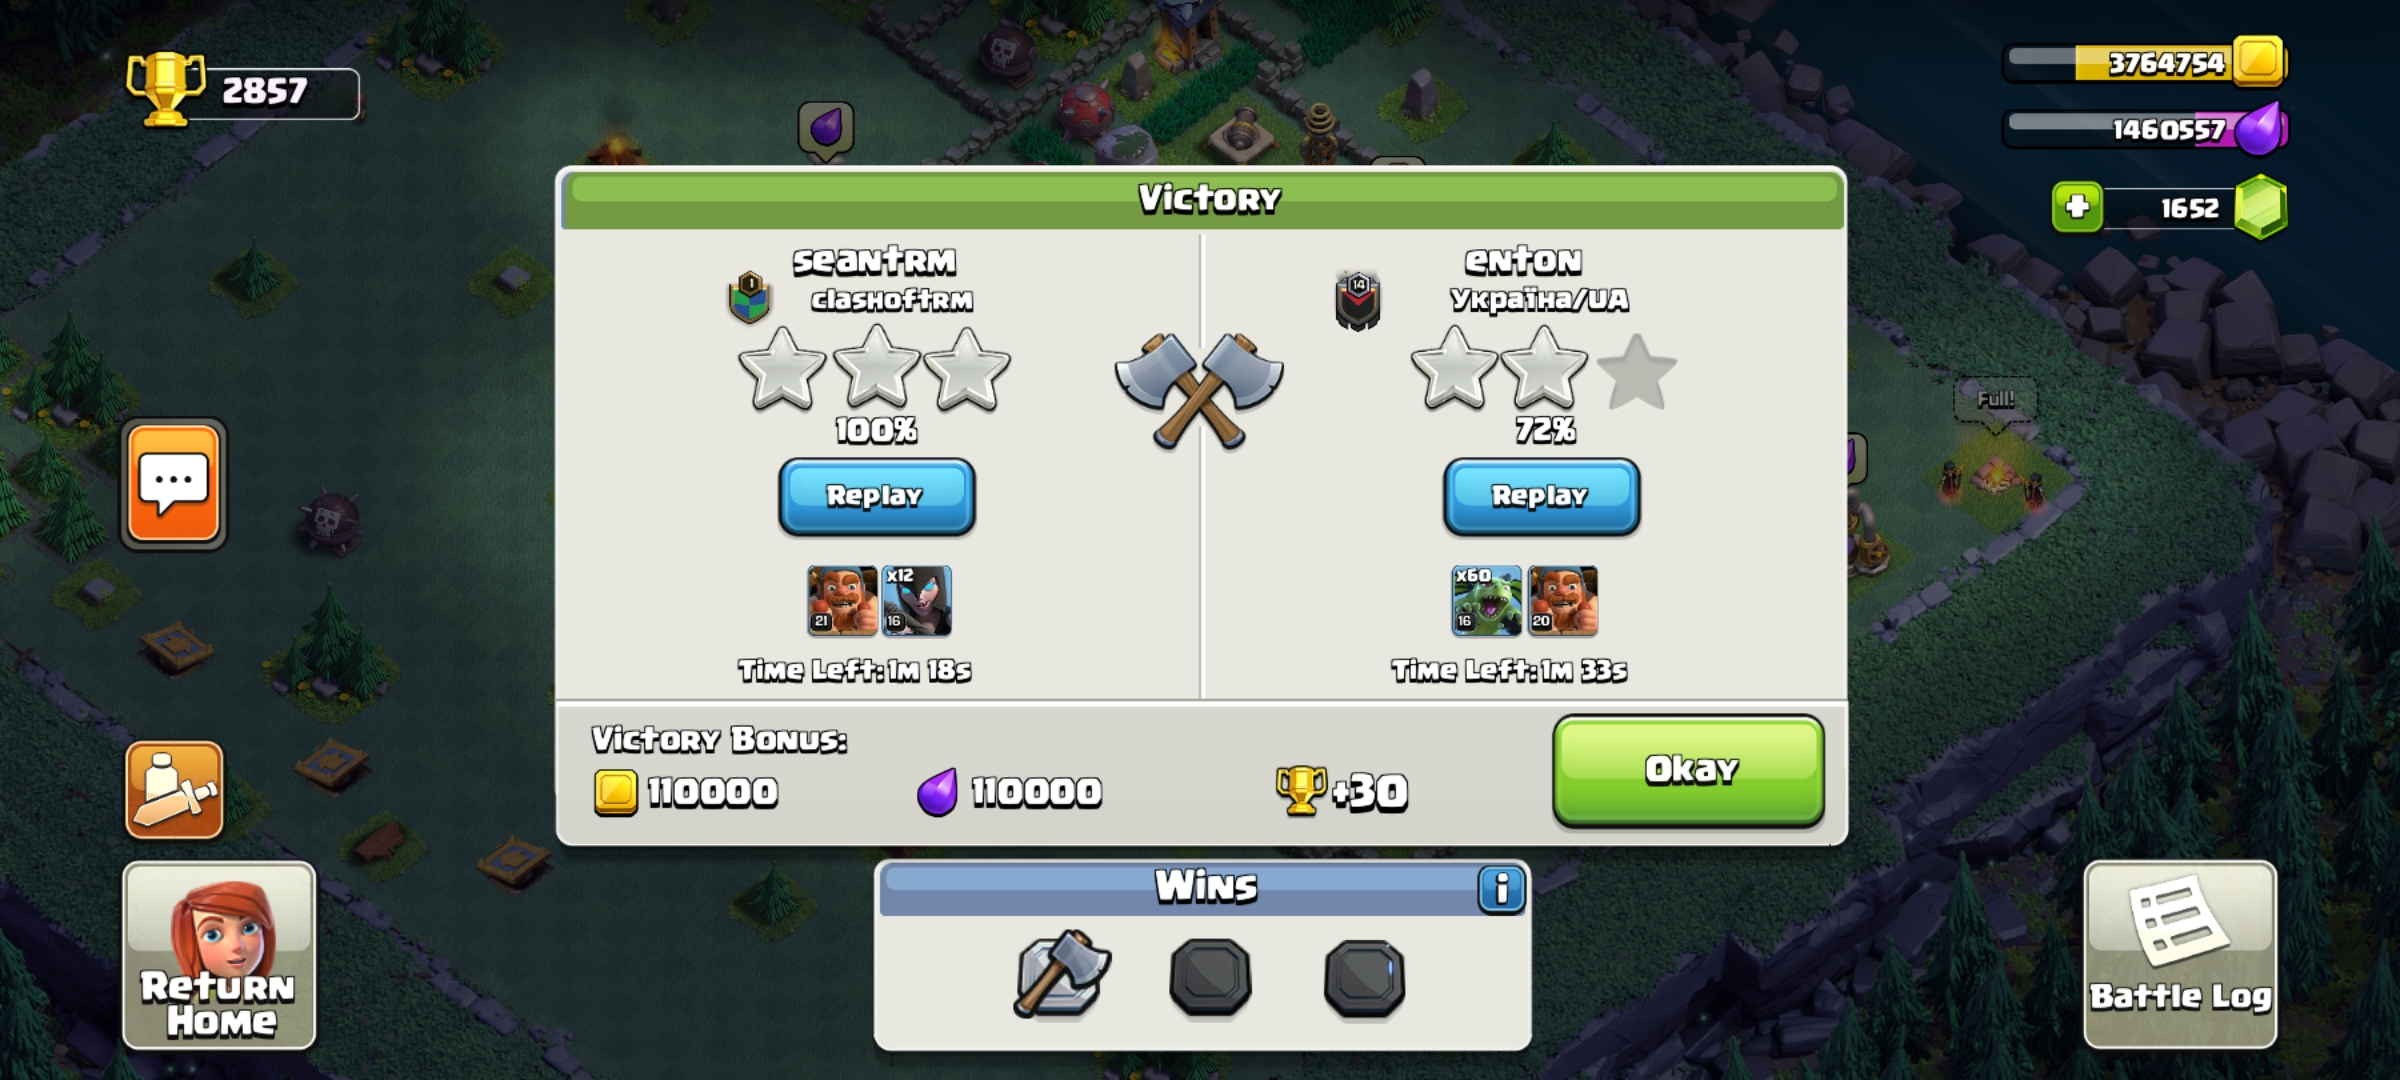 2857
3764754
1460557
1652
Victory
seantrm
clashoftrm
1
100%
Replay
21
x12
16
Time Left: 1m 18s
enton
Україна/UA
14
72%
Replay
x60
16
20
Time Left: 1m 33s
Full!
Victory Bonus:
110000
110000
+30
Okay
Wins
i
Return
Home
Battle Log